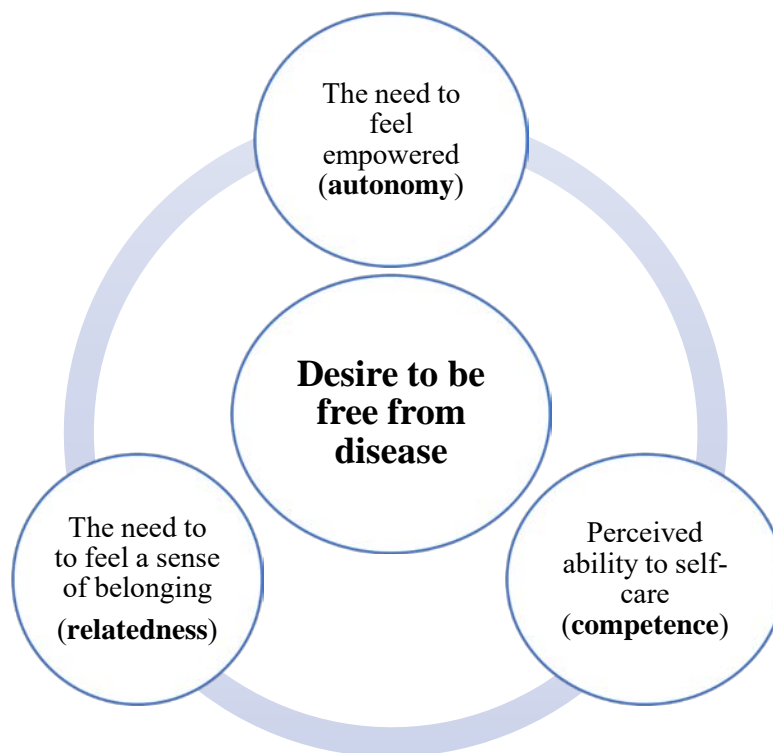 The need to
feel
empowered
(autonomy)
Desire to be
free from
disease
The need to
to feel a sense
of belonging
(relatedness)
Perceived
ability to self-
care
(competence)